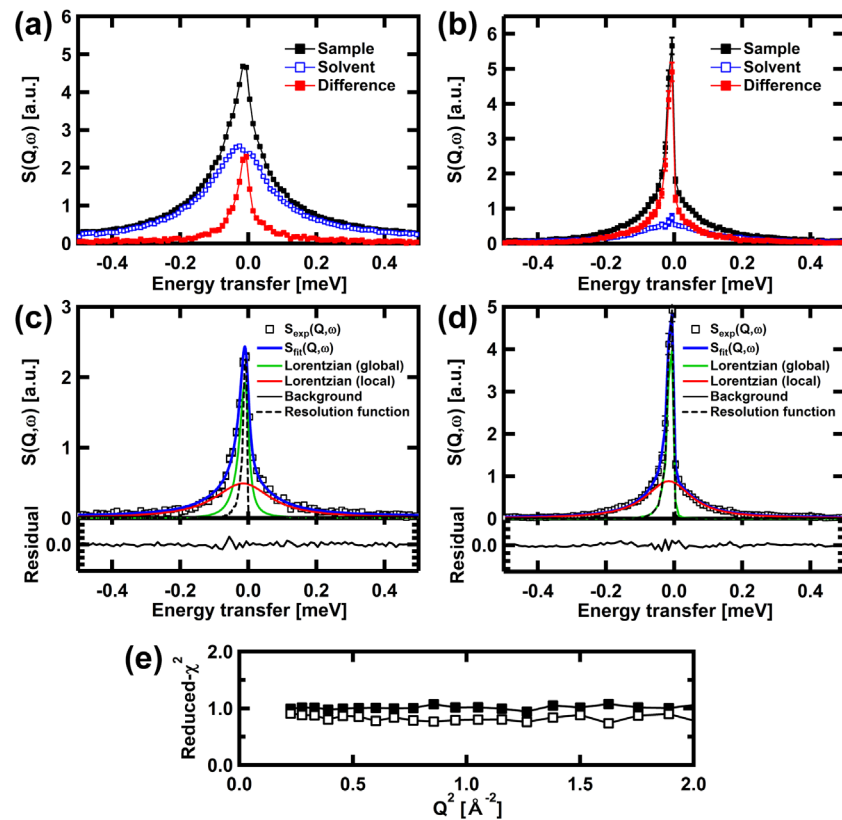 (a)
6
5
4
3
2
1
0
S(Q,ω) [a.u.]
Sample
Solvent
Difference
-0.4 -0.2 0.0 0.2 0.4
Energy transfer [meV]
(b)
6
5
4
3
2
1
0
S(Q,ω) [a.u.]
Sample
Solvent
Difference
-0.4 -0.2 0.0 0.2 0.4
Energy transfer [meV]
(c)
3
2
1
0
S(Q,ω) [a.u.]
S_exp(Q,ω)
S_fit(Q,ω)
Lorentzian (global)
Lorentzian (local)
Background
Resolution function
0.0
Residual
-0.4 -0.2 0.0 0.2 0.4
Energy transfer [meV]
(d)
5
4
3
2
1
0
S(Q,ω) [a.u.]
S_exp(Q,ω)
S_fit(Q,ω)
Lorentzian (global)
Lorentzian (local)
Background
Resolution function
0.0
Residual
-0.4 -0.2 0.0 0.2 0.4
Energy transfer [meV]
(e)
2.0
1.0
0.0
Reduced-χ²
0.0 0.5 1.0 1.5 2.0
Q² [Å⁻²]